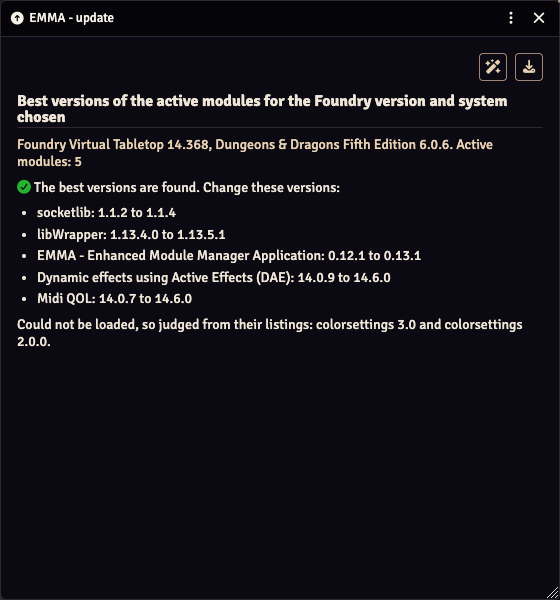 EMMA - update
Best versions of the active modules for the Foundry version and system
chosen
Foundry Virtual Tabletop 14.368, Dungeons & Dragons Fifth Edition 6.0.6. Active
modules: 5
The best versions are found. Change these versions:
• socketlib: 1.1.2 to 1.1.4
• libWrapper: 1.13.4.0 to 1.13.5.1
• EMMA - Enhanced Module Manager Application: 0.12.1 to 0.13.1
• Dynamic effects using Active Effects (DAE): 14.0.9 to 14.6.0
• Midi QOL: 14.0.7 to 14.6.0
Could not be loaded, so judged from their listings: colorsettings 3.0 and colorsettings
2.0.0.